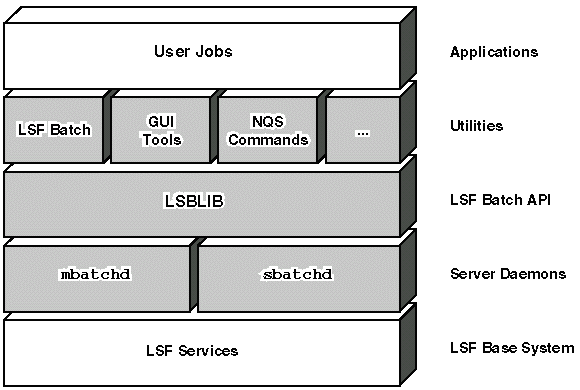 User Jobs
Applications
LSF Batch
GUI
Tools
NQS
Commands
...
Utilities
LSBLIB
LSF Batch API
mbatchd
sbatchd
Server Daemons
LSF Services
LSF Base System